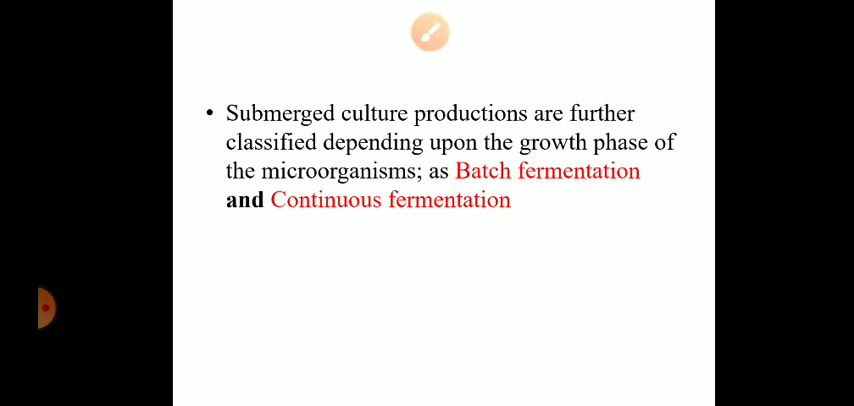 • Submerged culture productions are further
classified depending upon the growth phase of
the microorganisms; as Batch fermentation
and Continuous fermentation